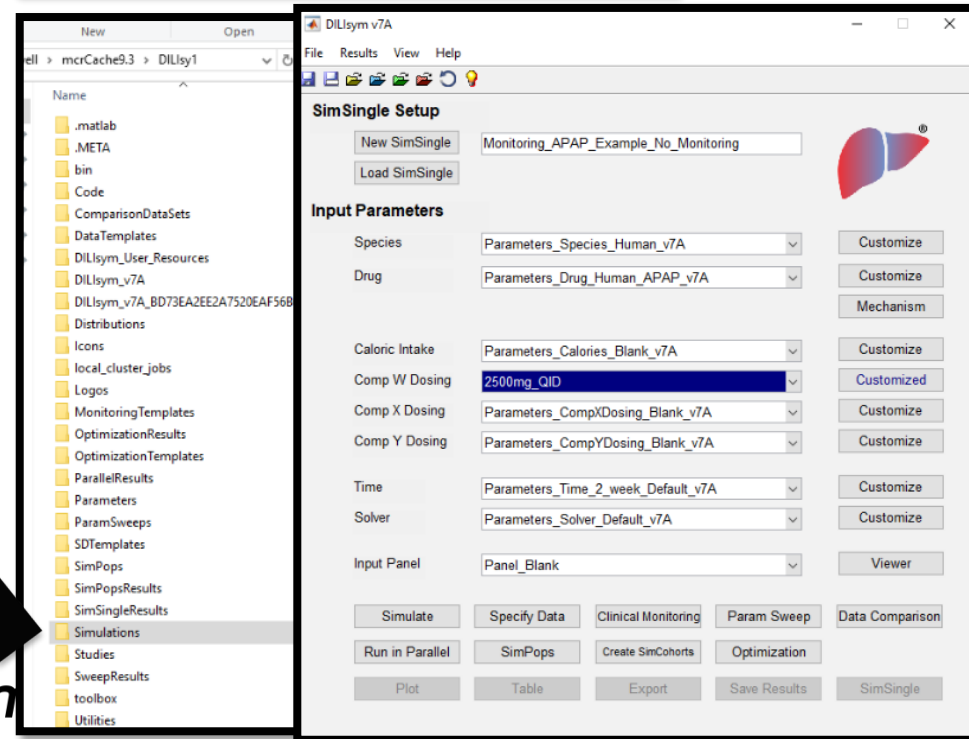 New Open
ell > mcrCache9.3 > DILIsy1
Name
.matlab
.META
bin
Code
ComparisonDataSets
DataTemplates
DILIsym_User_Resources
DILIsym_v7A
DILIsym_v7A_BD73EA2EE2A7520EAF56B
Distributions
Icons
local_cluster_jobs
Logos
MonitoringTemplates
OptimizationResults
OptimizationTemplates
ParallelResults
Parameters
ParamSweeps
SDTemplates
SimPops
SimPopsResults
SimSingleResults
Simulations
Studies
SweepResults
toolbox
Utilities
n
DILIsym v7A
File Results View Help
SimSingle Setup
New SimSingle Monitoring_APAP_Example_No_Monitoring
®
Load SimSingle
Input Parameters
Species Parameters_Species_Human_v7A Customize
Drug Parameters_Drug_Human_APAP_v7A Customize
Mechanism
Caloric Intake Parameters_Calories_Blank_v7A Customize
Comp W Dosing 2500mg_QID Customized
Comp X Dosing Parameters_CompXDosing_Blank_v7A Customize
Comp Y Dosing Parameters_CompYDosing_Blank_v7A Customize
Time Parameters_Time_2_week_Default_v7A Customize
Solver Parameters_Solver_Default_v7A Customize
Input Panel Panel_Blank Viewer
Simulate Specify Data Clinical Monitoring Param Sweep Data Comparison
Run in Parallel SimPops Create SimCohorts Optimization
Plot Table Export Save Results SimSingle